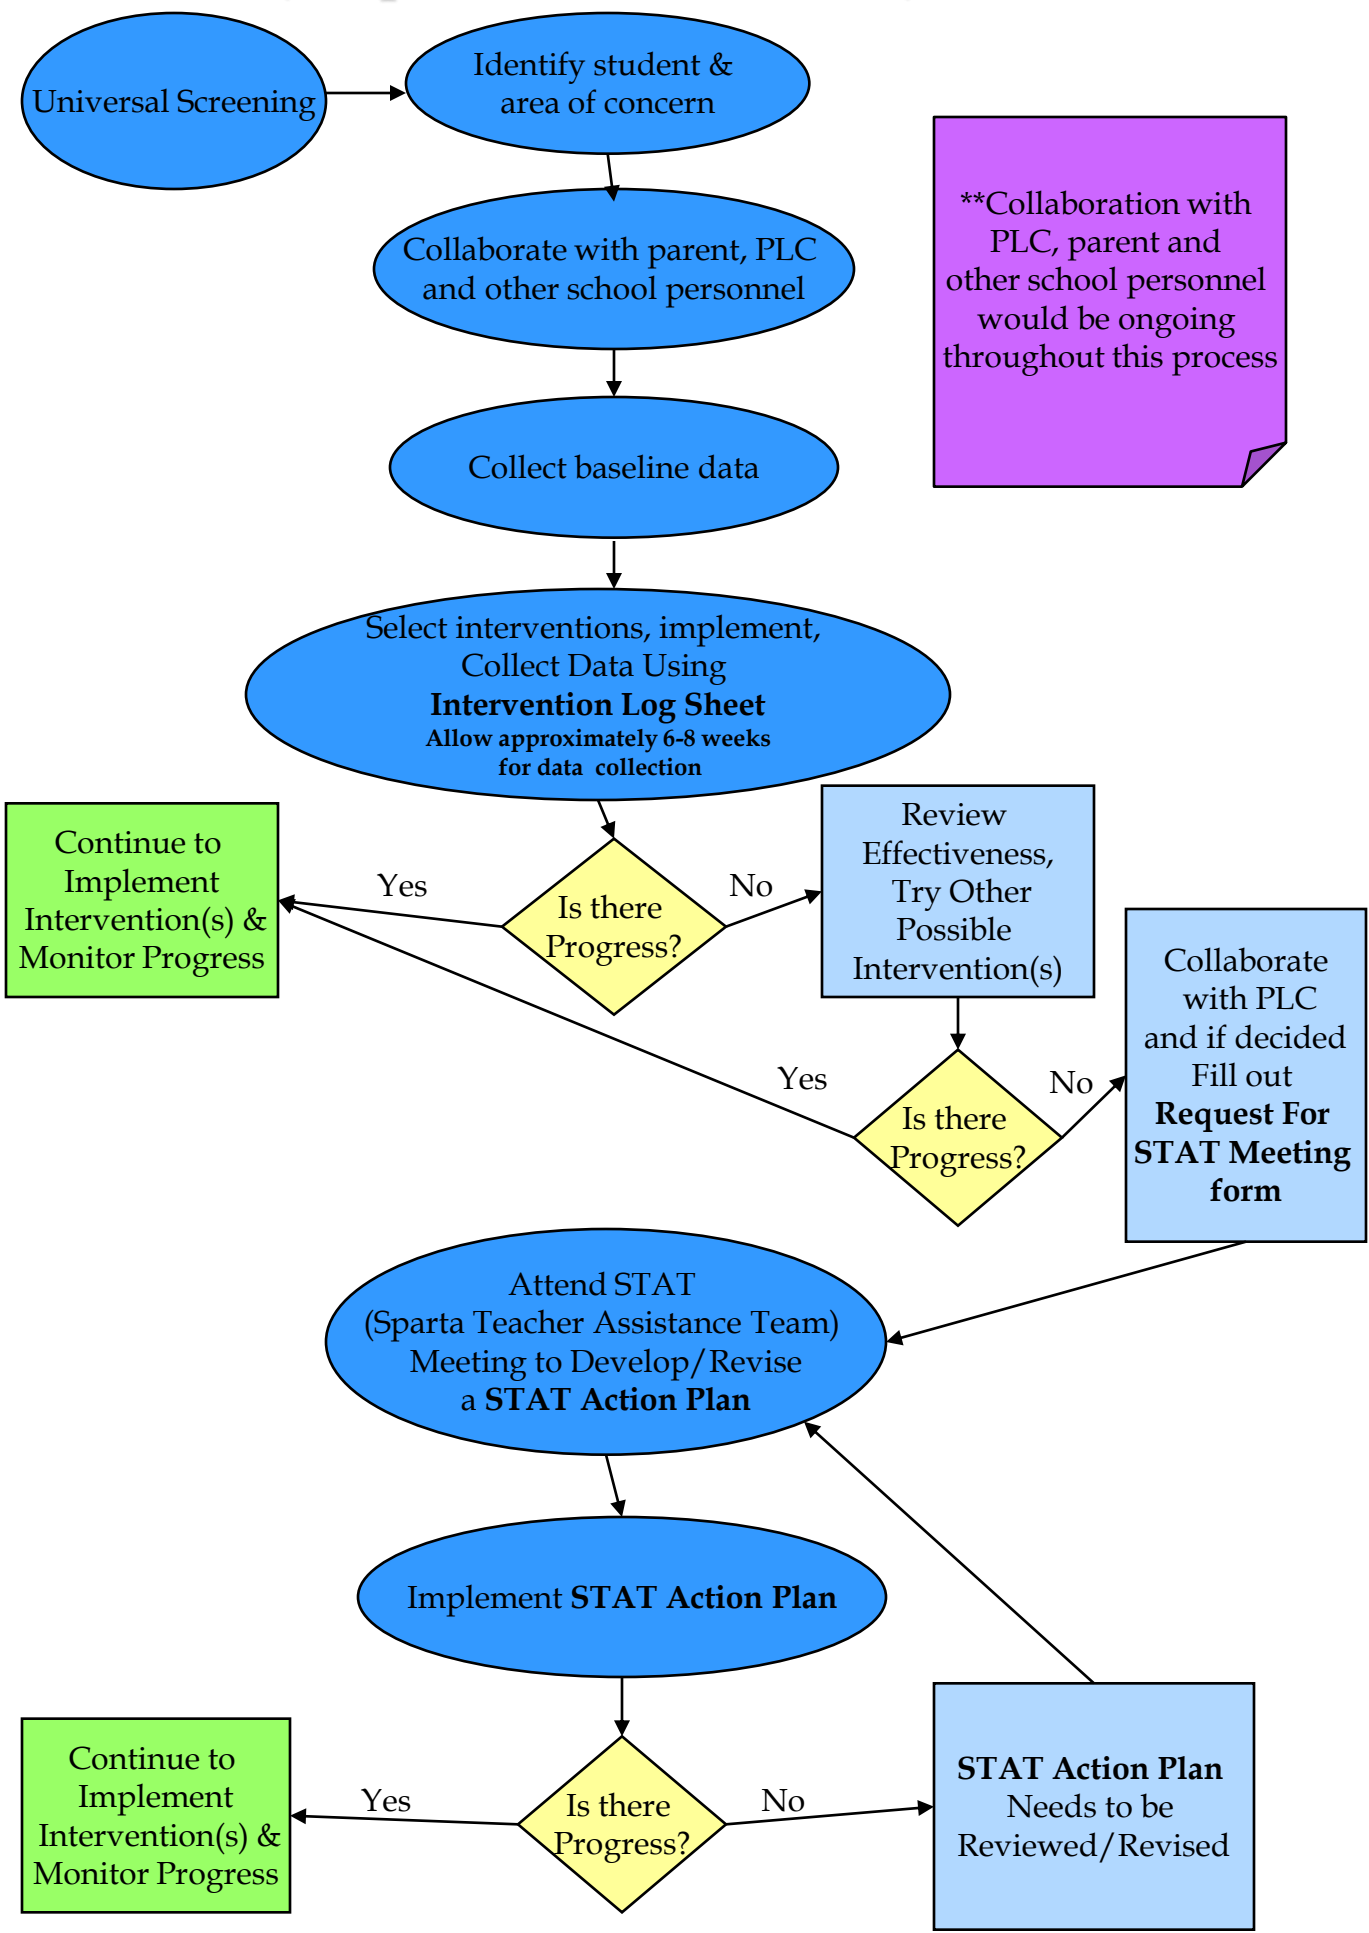 Universal Screening
Identify student &
area of concern
**Collaboration with
PLC, parent and
other school personnel
would be ongoing
throughout this process
Collaborate with parent, PLC
and other school personnel
Collect baseline data
Select interventions, implement,
Collect Data Using
Intervention Log Sheet
Allow approximately 6-8 weeks
for data collection
Continue to
Implement
Intervention(s) &
Monitor Progress
Yes
Is there
Progress?
No
Review
Effectiveness,
Try Other
Possible
Intervention(s)
Yes
Is there
Progress?
No
Collaborate
with PLC
and if decided
Fill out
Request For
STAT Meeting
form
Attend STAT
(Sparta Teacher Assistance Team)
Meeting to Develop/Revise
a STAT Action Plan
Implement STAT Action Plan
Continue to
Implement
Intervention(s) &
Monitor Progress
Yes
Is there
Progress?
No
STAT Action Plan
Needs to be
Reviewed/Revised